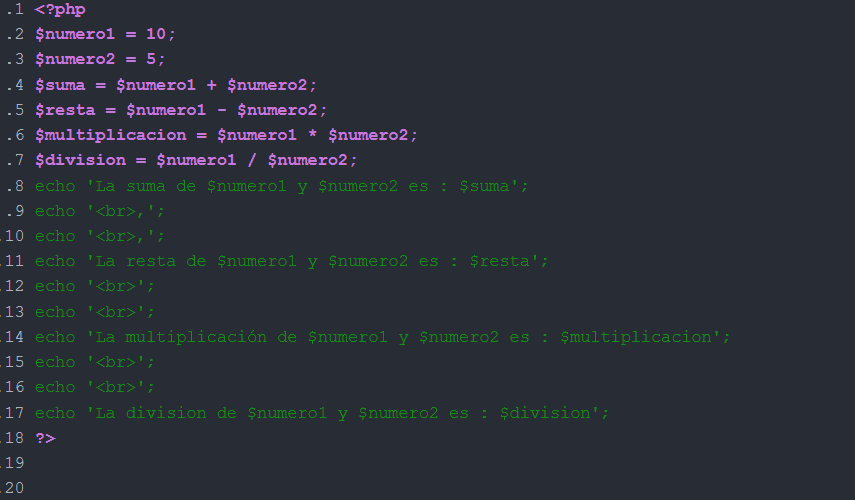 .1 <?php
.2 $numero1 = 10;
.3 $numero2 = 5;
.4 $suma = $numero1 + $numero2;
.5 $resta = $numero1 - $numero2;
.6 $multiplicacion = $numero1 * $numero2;
.7 $division = $numero1 / $numero2;
.8 echo 'La suma de $numero1 y $numero2 es : $suma';
.9 echo '<br>,';
.10 echo '<br>,';
.11 echo 'La resta de $numero1 y $numero2 es : $resta';
.12 echo '<br>';
.13 echo '<br>';
.14 echo 'La multiplicación de $numero1 y $numero2 es : $multiplicacion';
.15 echo '<br>';
.16 echo '<br>';
.17 echo 'La division de $numero1 y $numero2 es : $division';
.18 ?>
.19
.20